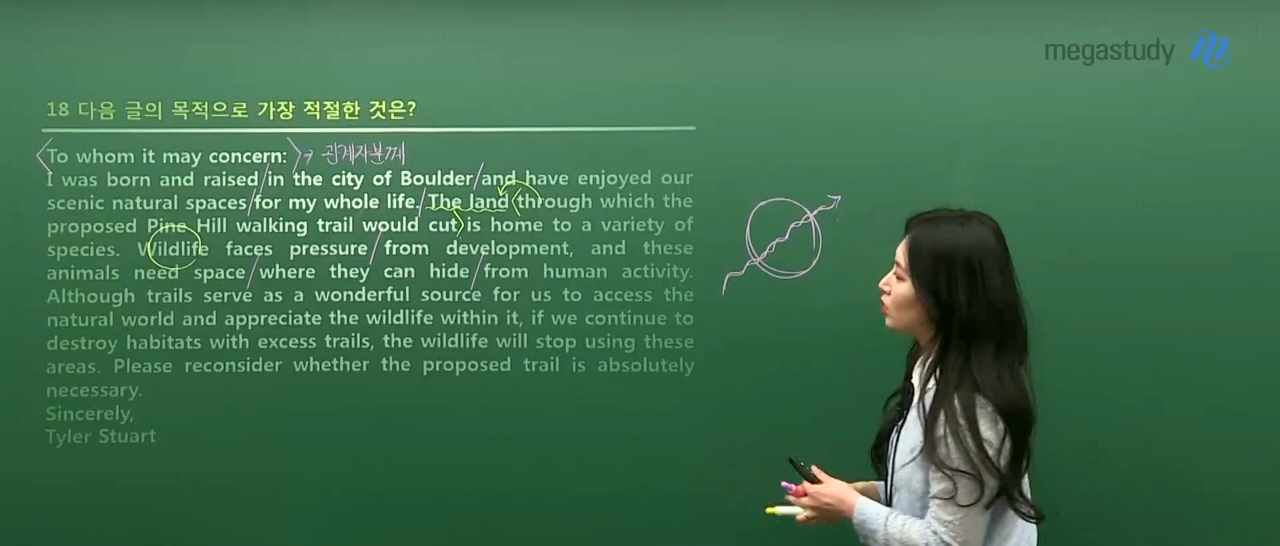 megastudy
18 다음 글의 목적으로 가장 적절한 것은?
To whom it may concern: → 관계자분께
I was born and raised in the city of Boulder and have enjoyed our
scenic natural spaces for my whole life. The land through which the
proposed Pine Hill walking trail would cut is home to a variety of
species. Wildlife faces pressure from development, and these
animals need space where they can hide from human activity.
Although trails serve as a wonderful source for us to access the
natural world and appreciate the wildlife within it, if we continue to
destroy habitats with excess trails, the wildlife will stop using these
areas. Please reconsider whether the proposed trail is absolutely
necessary.
Sincerely,
Tyler Stuart